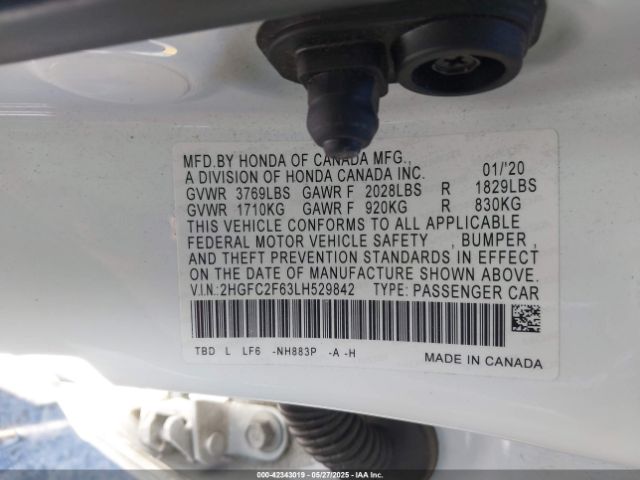 MFD.BY HONDA OF CANADA MFG.,
A DIVISION OF HONDA CANADA INC. 01/'20
GVWR 3769LBS GAWR F 2028LBS R 1829LBS
GVWR 1710KG GAWR F 920KG R 830KG
THIS VEHICLE CONFORMS TO ALL APPLICABLE
FEDERAL MOTOR VEHICLE SAFETY , BUMPER ,
AND THEFT PREVENTION STANDARDS IN EFFECT
ON THE DATE OF MANUFACTURE SHOWN ABOVE.
V.I.N.:2HGFC2F63LH529842 TYPE: PASSENGER CAR
TBD L LF6 -NH883P -A -H
MADE IN CANADA
000-42343019 | 05/27/2025 - IAA Inc.